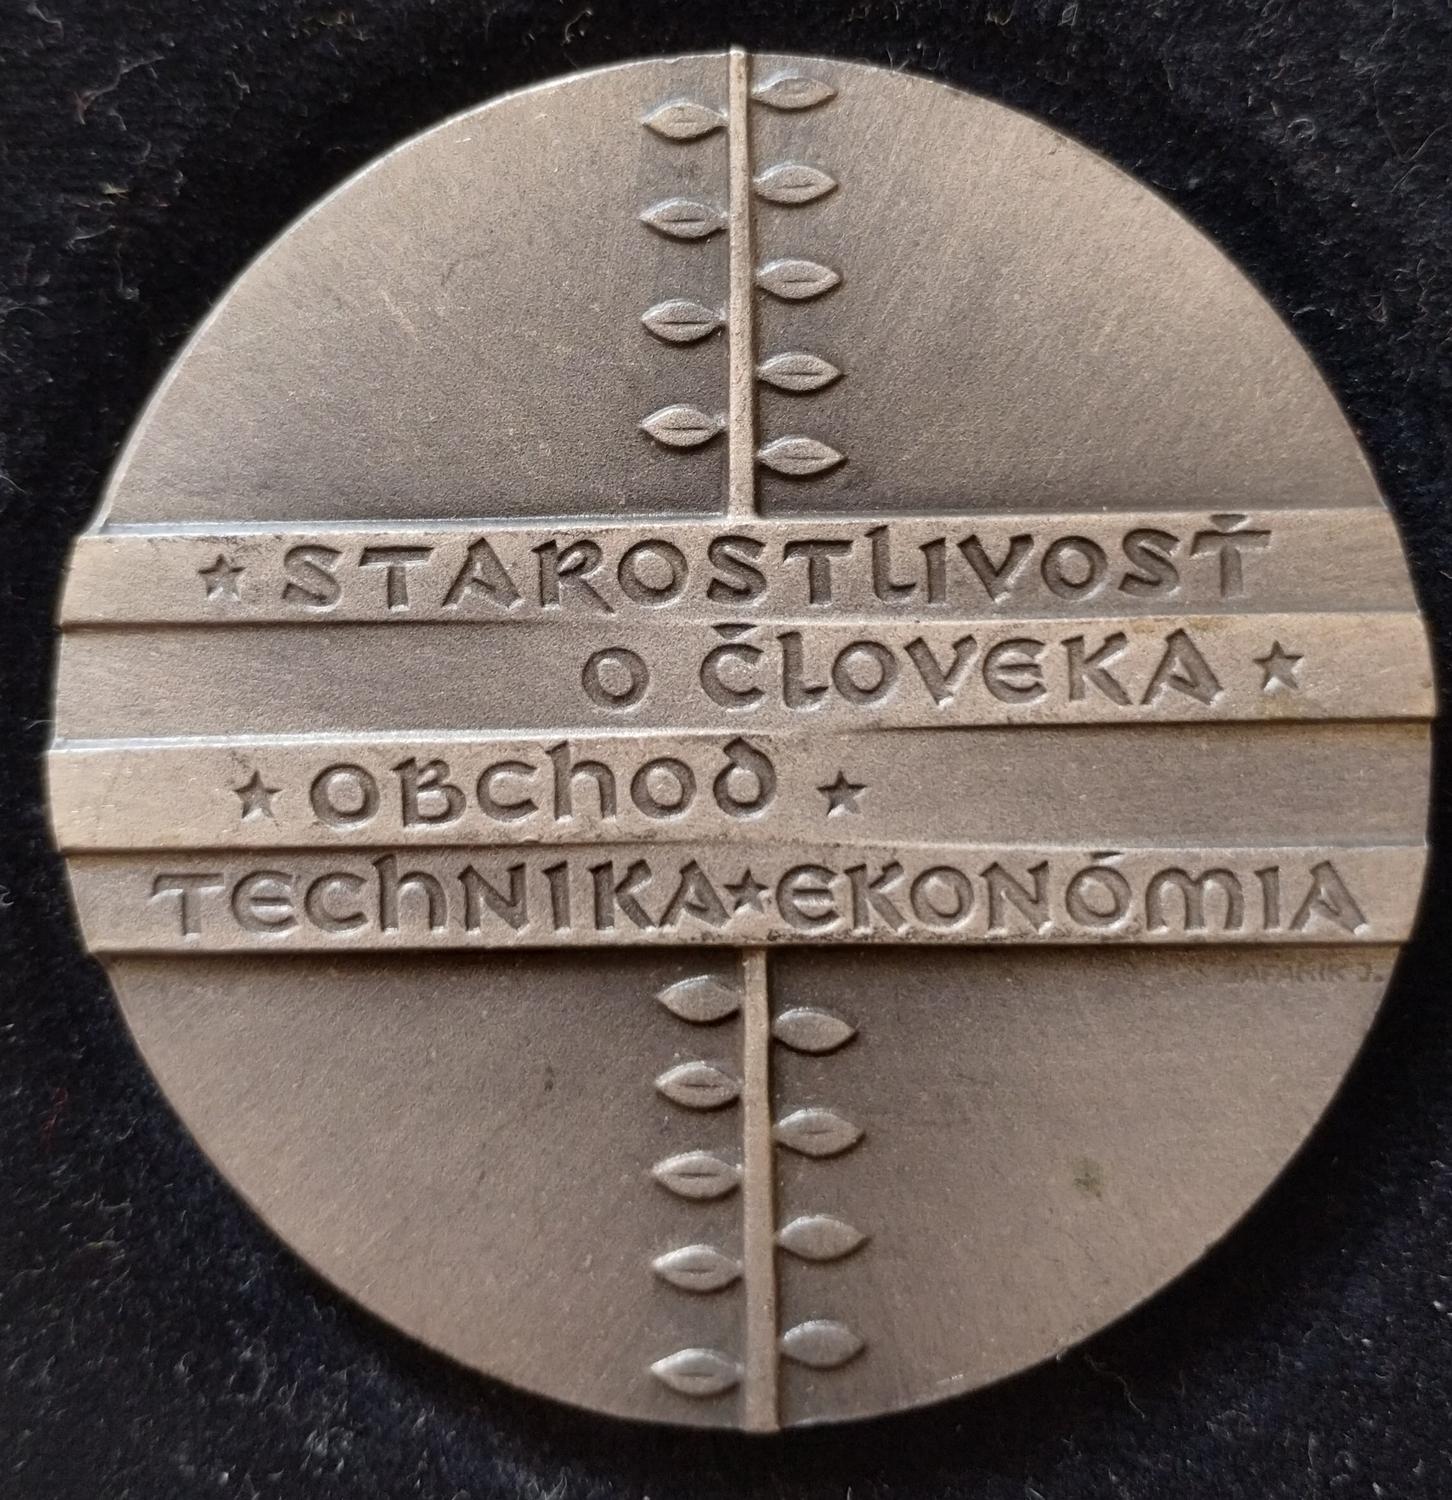 ★ STAROSTLIVOSŤ
O ČLOVEKA ★
★ OBchOD ★
TEChNIKA ★ EKONÓMIA